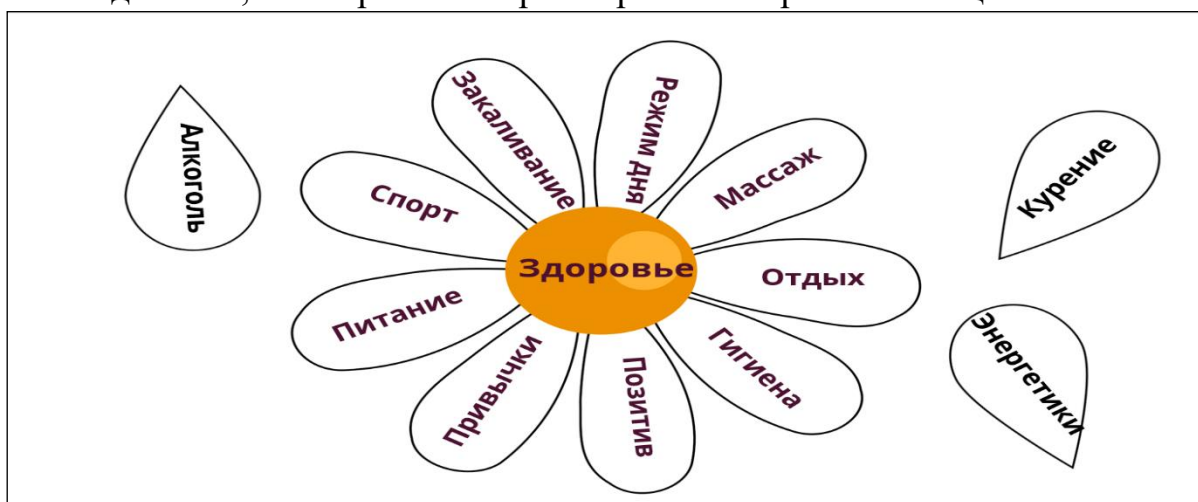 Алкоголь
Закаливание
Режим дня
Массаж
Спорт
Здоровье
Отдых
Питание
Привычки
Позитив
Гигиена
Курение
Энергетики